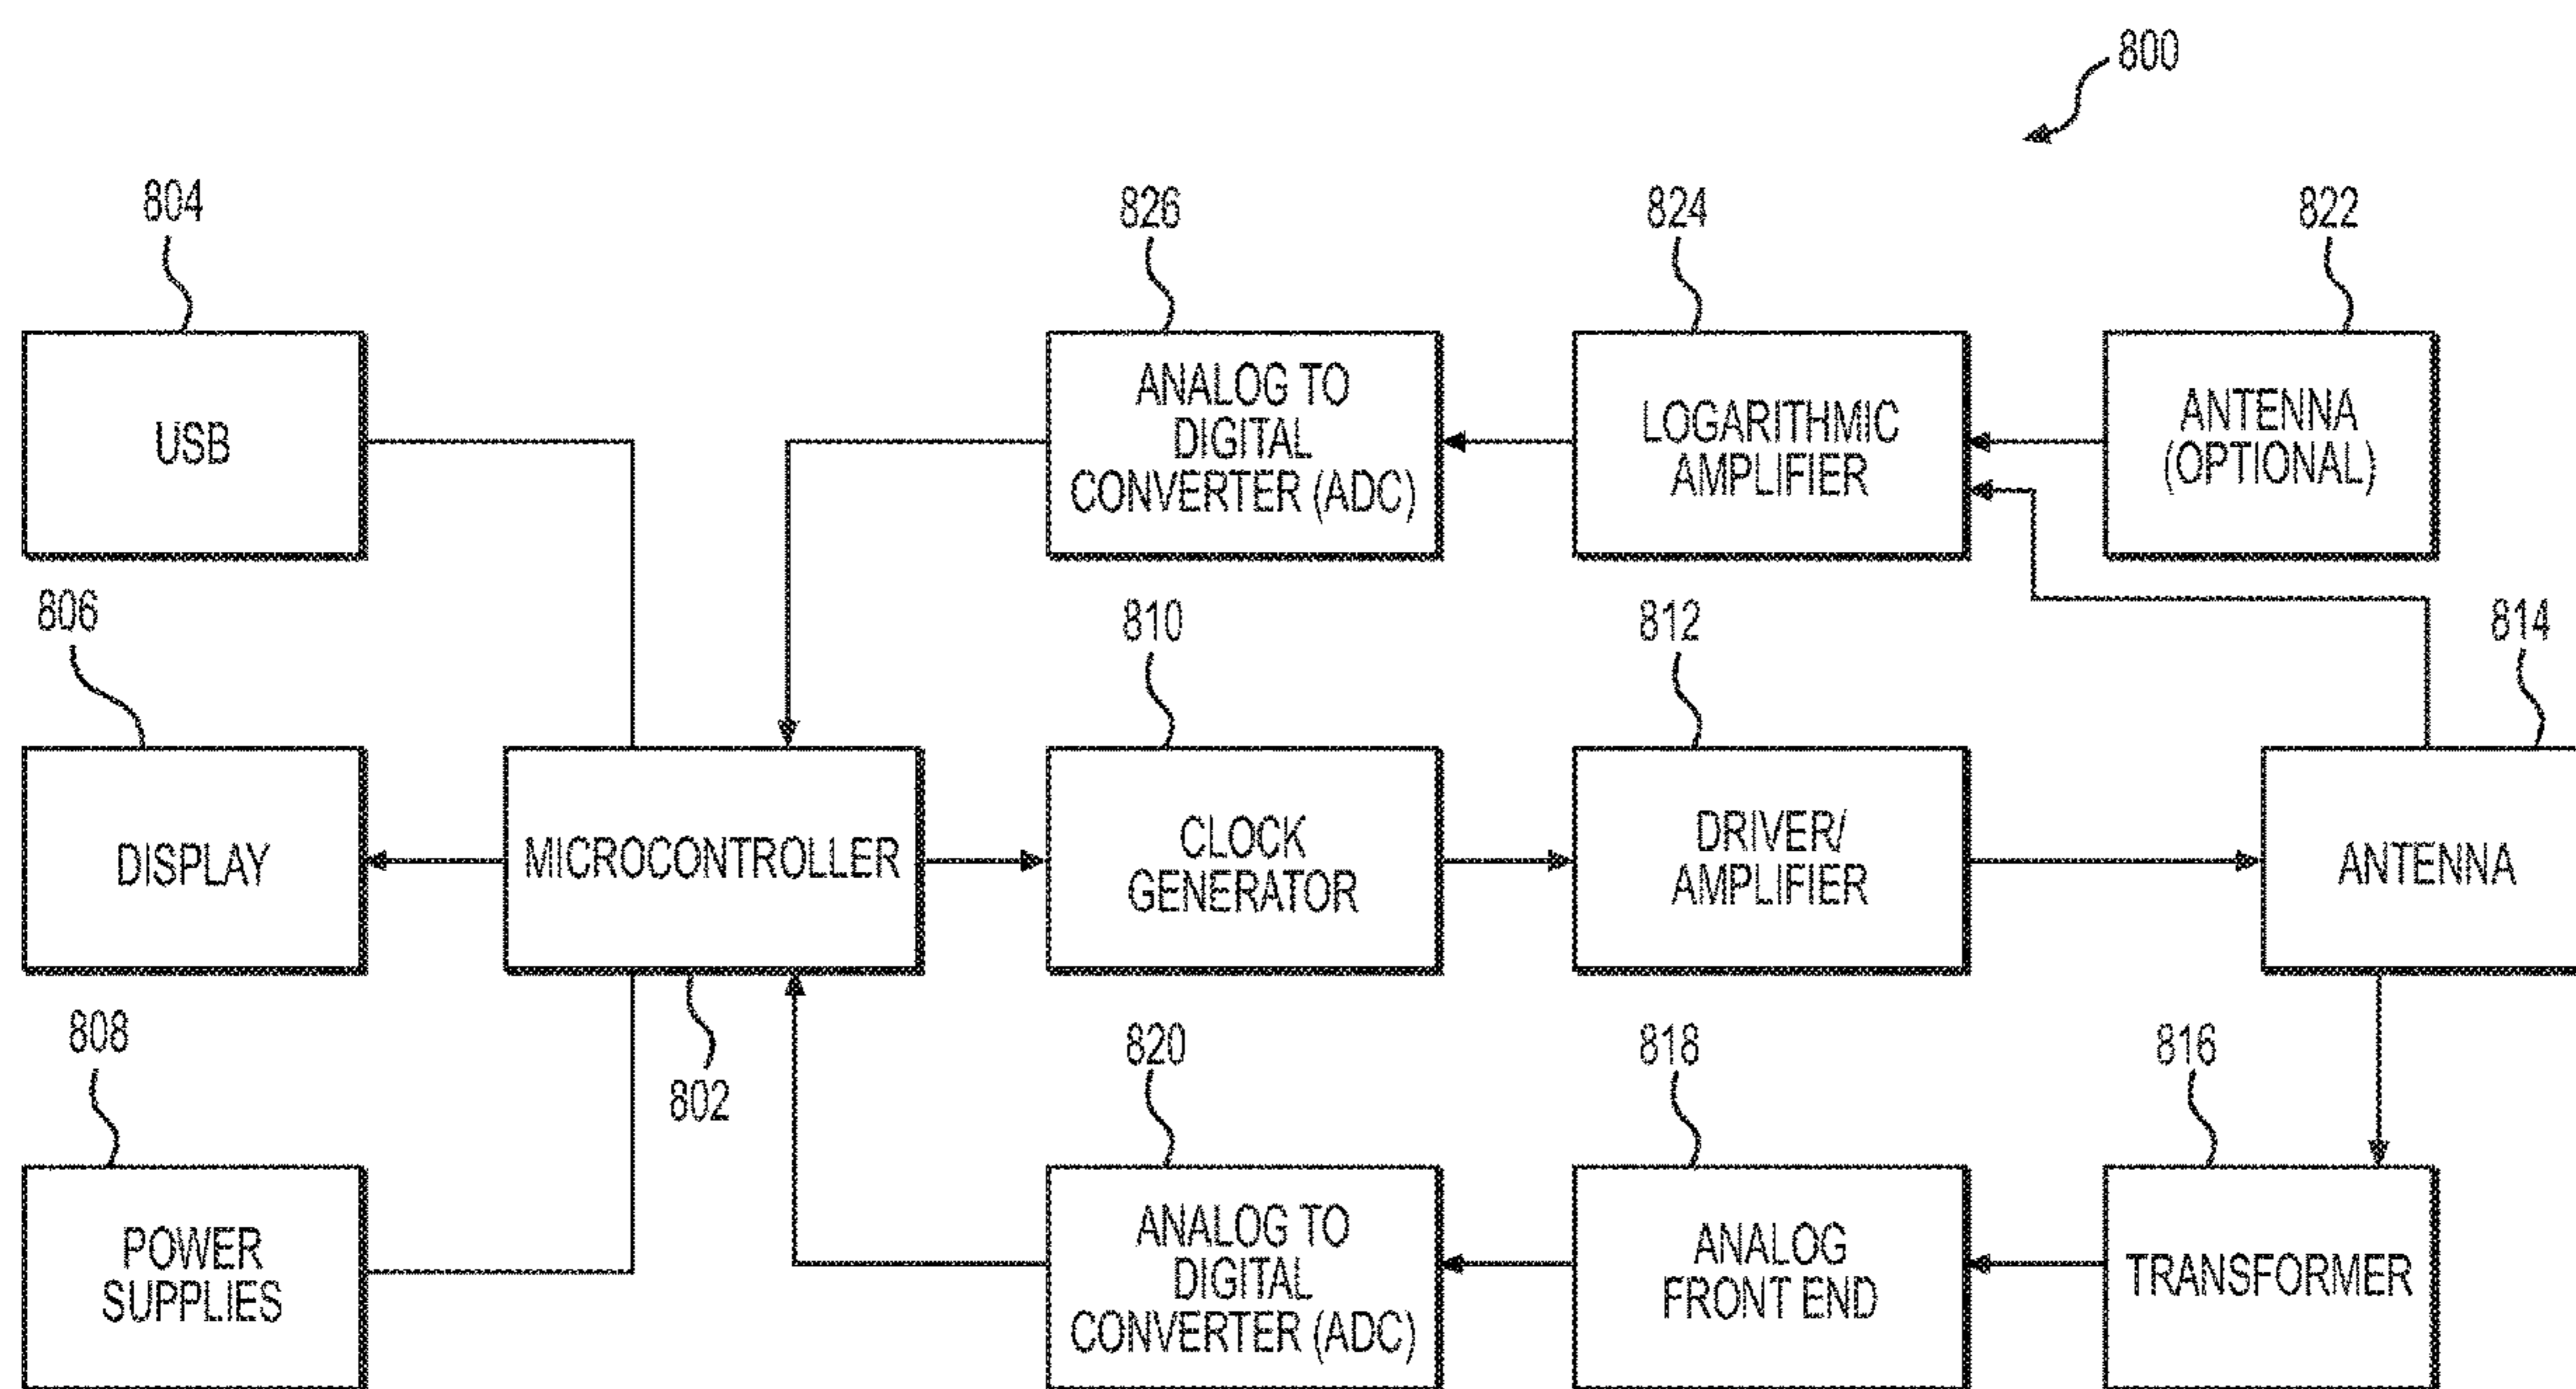 800
804
826
824
822
USB
ANALOG TO
DIGITAL
CONVERTER (ADC)
LOGARITHMIC
AMPLIFIER
ANTENNA
(OPTIONAL)
806
810
812
814
DISPLAY
MICROCONTROLLER
CLOCK
GENERATOR
DRIVER/
AMPLIFIER
ANTENNA
808
802
820
818
816
POWER
SUPPLIES
ANALOG TO
DIGITAL
CONVERTER (ADC)
ANALOG
FRONT END
TRANSFORMER